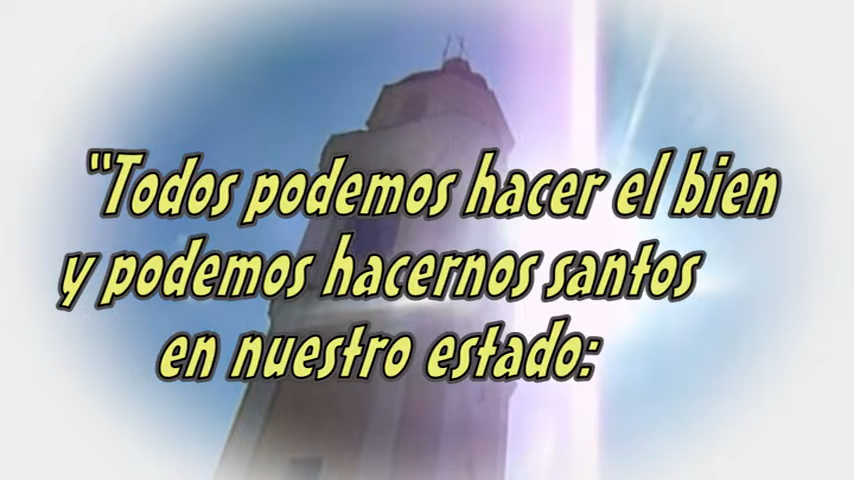 "Todos podemos hacer el bien
y podemos hacernos santos
en nuestro estado: